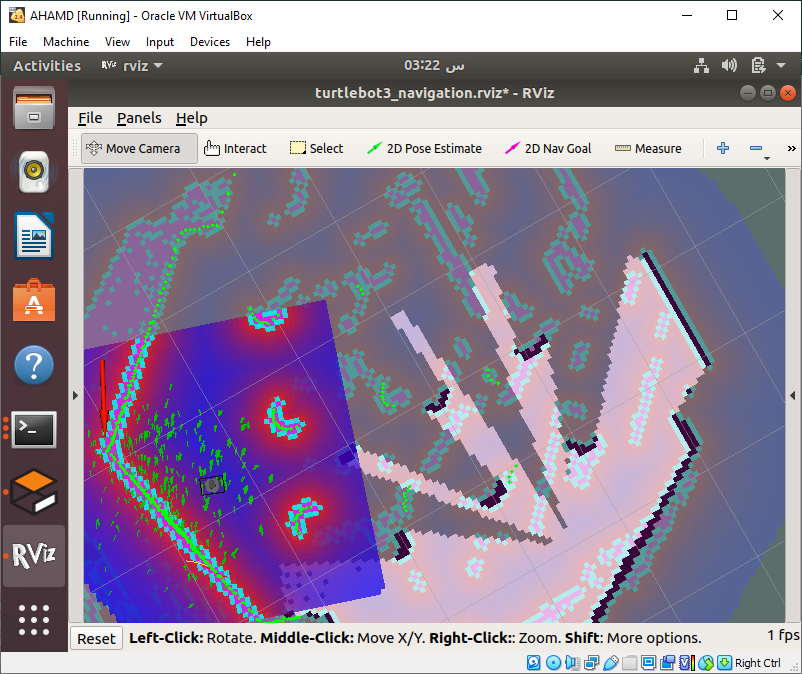 AHAMD [Running] - Oracle VM VirtualBox
File Machine View Input Devices Help
Activities RViz rviz 03:22 س
turtlebot3_navigation.rviz* - RViz
File Panels Help
Move Camera Interact Select 2D Pose Estimate 2D Nav Goal Measure »
RViz
Reset Left-Click: Rotate. Middle-Click: Move X/Y. Right-Click:: Zoom. Shift: More options. 1 fps
Right Ctrl